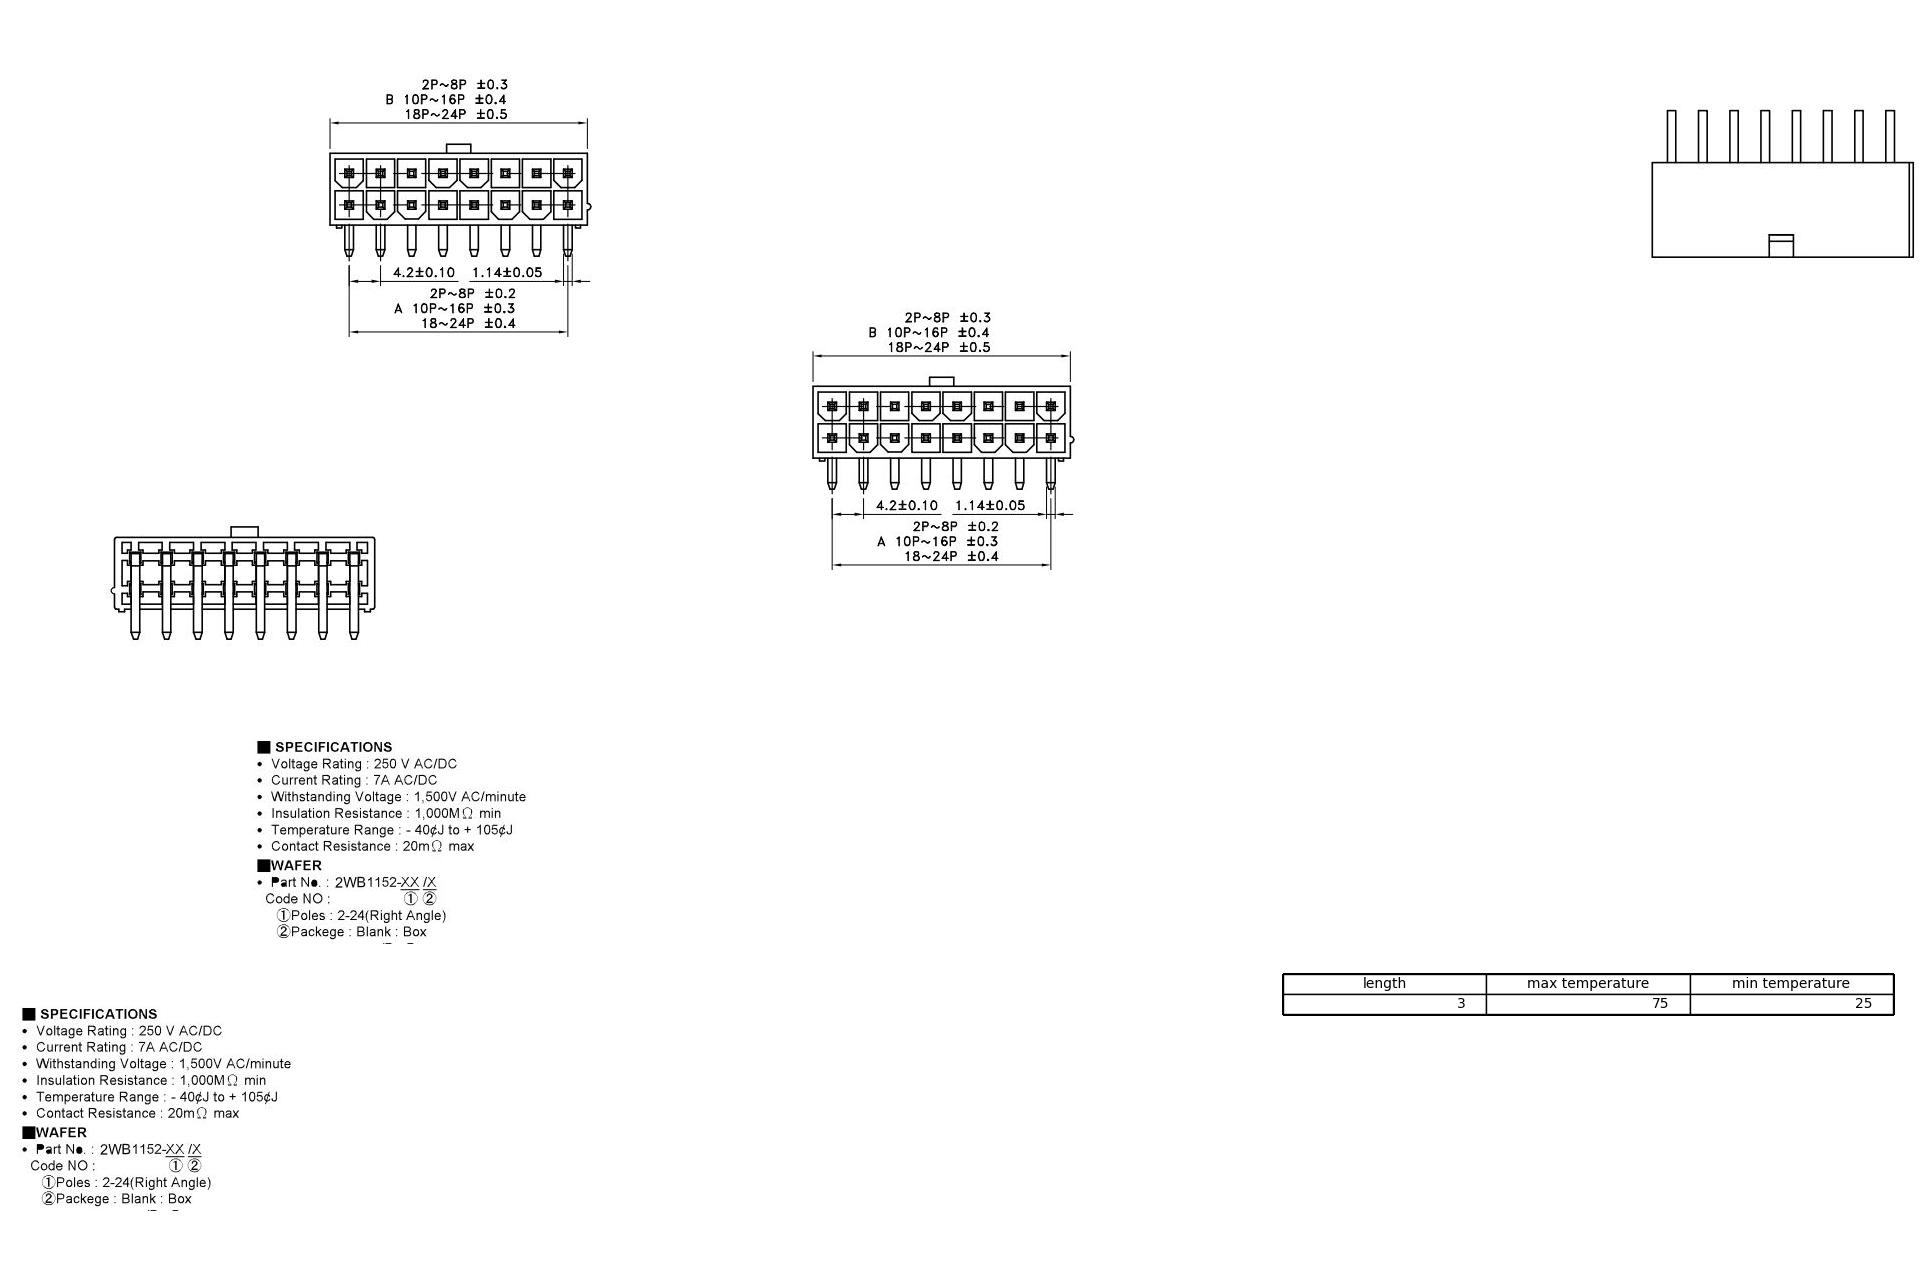 2P~8P ±0.3
B 10P~16P ±0.4
18P~24P ±0.5
4.2±0.10 1.14±0.05
2P~8P ±0.2
A 10P~16P ±0.3
18~24P ±0.4
2P~8P ±0.3
B 10P~16P ±0.4
18P~24P ±0.5
4.2±0.10 1.14±0.05
2P~8P ±0.2
A 10P~16P ±0.3
18~24P ±0.4
■ SPECIFICATIONS
• Voltage Rating : 250 V AC/DC
• Current Rating : 7A AC/DC
• Withstanding Voltage : 1,500V AC/minute
• Insulation Resistance : 1,000MΩ min
• Temperature Range : - 40¢J to + 105¢J
• Contact Resistance : 20mΩ max
■WAFER
• Part No. : 2WB1152-XX /X
Code NO : ① ②
①Poles : 2-24(Right Angle)
②Packege : Blank : Box
length max temperature min temperature
3 75 25
■ SPECIFICATIONS
• Voltage Rating : 250 V AC/DC
• Current Rating : 7A AC/DC
• Withstanding Voltage : 1,500V AC/minute
• Insulation Resistance : 1,000MΩ min
• Temperature Range : - 40¢J to + 105¢J
• Contact Resistance : 20mΩ max
■WAFER
• Part No. : 2WB1152-XX /X
Code NO : ① ②
①Poles : 2-24(Right Angle)
②Packege : Blank : Box